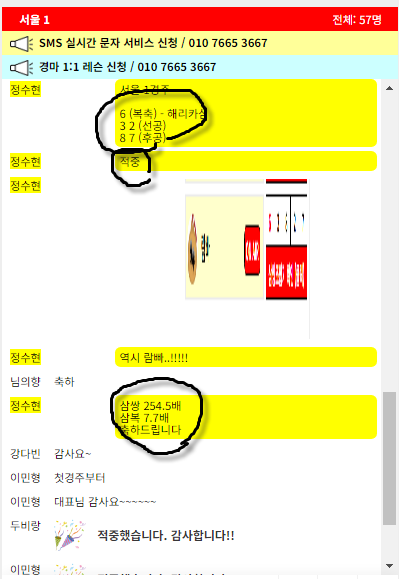 서울 1
전체: 57명
SMS 실시간 문자 서비스 신청 / 010 7665 3667
경마 1:1 레슨 신청 / 010 7665 3667
정수현
서울 1경주
6 (복축) - 해리카심
3 2 (선공)
8 7 (후공)
정수현
적중
정수현
정수현
역시 람빠..!!!!!
님의향
축하
정수현
삼쌍 254.5배
삼복 7.7배
축하드립니다
강다빈
감사요~
이민형
첫경주부터
이민형
대표님 감사요~~~~~~
두비랑
적중했습니다. 감사합니다!!
이민형